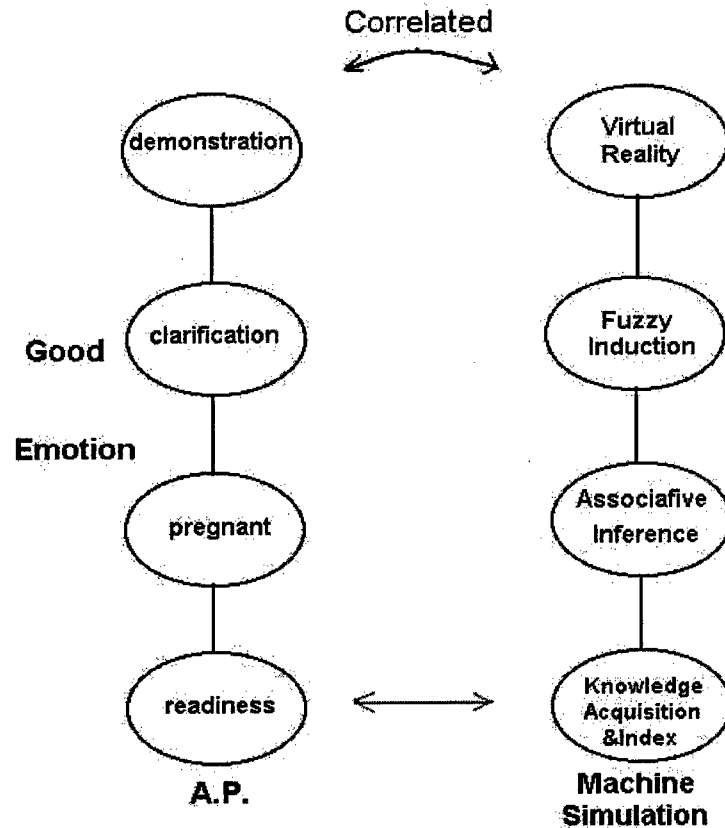 Correlated
demonstration
Virtual
Reality
Good
clarification
Fuzzy
Induction
Emotion
pregnant
Associafive
Inference
readiness
Knowledge
Acquisition
&Index
A.P.
Machine
Simulation